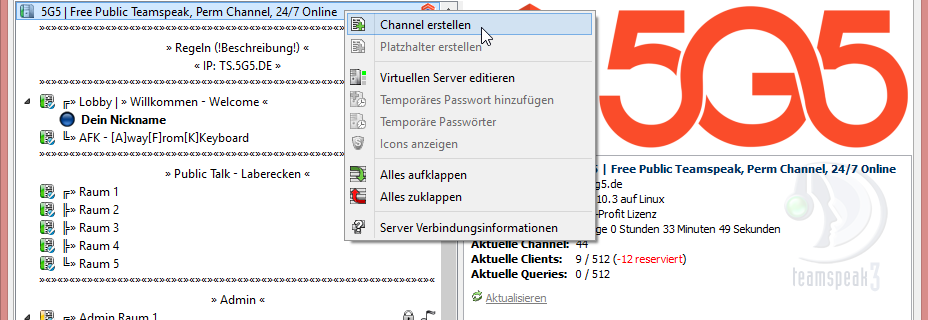 5G5 | Free Public Teamspeak, Perm Channel, 24/7 Online
» Regeln (!Beschreibung!) «
» IP: TS.5G5.DE «
╔» Lobby | » Willkommen - Welcome «
Dein Nickname
╚» AFK - [A]way[F]rom[K]Keyboard
» Public Talk - Laberecken «
╔» Raum 1
╠» Raum 2
╠» Raum 3
╠» Raum 4
╚» Raum 5
» Admin «
╔» Admin Raum 1
Channel erstellen
Platzhalter erstellen
Virtuellen Server editieren
Temporäres Passwort hinzufügen
Temporäre Passwörter
Icons anzeigen
Alles aufklappen
Alles zuklappen
Server Verbindungsinformationen
5G5
| Free Public Teamspeak, Perm Channel, 24/7 Online
g5.de
10.3 auf Linux
-Profit Lizenz
ge 0 Stunden 33 Minuten 49 Sekunden
Aktuelle Channel: 44
Aktuelle Clients: 9 / 512 (-12 reserviert)
Aktuelle Queries: 0 / 512
Aktualisieren
teamspeak 3